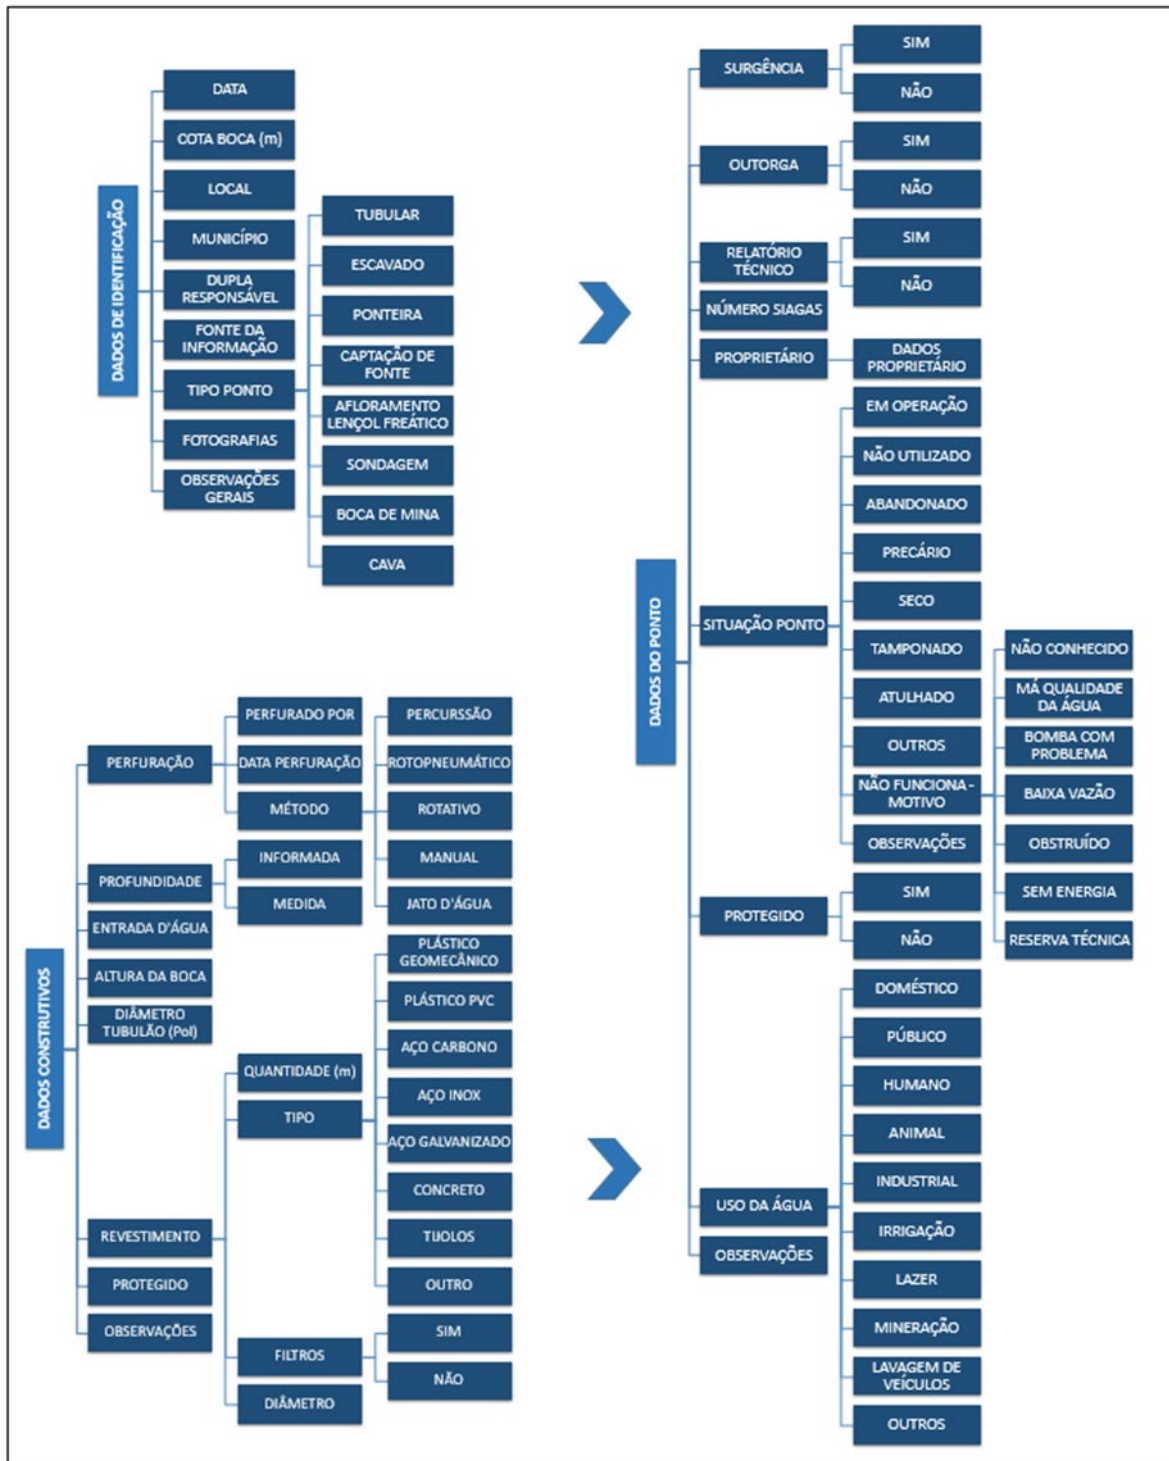 DADOS DE IDENTIFICAÇÃO
DATA
COTA BOCA (m)
LOCAL
MUNICÍPIO
DUPLA
RESPONSÁVEL
FONTE DA
INFORMAÇÃO
TIPO PONTO
FOTOGRAFIAS
OBSERVAÇÕES
GERAIS
TUBULAR
ESCAVADO
PONTEIRA
CAPTAÇÃO DE
FONTE
AFLORAMENTO
LENÇOL FREÁTICO
SONDAGEM
BOCA DE MINA
CAVA
DADOS CONSTRUTIVOS
PERFURAÇÃO
PROFUNDIDADE
ENTRADA D'ÁGUA
ALTURA DA BOCA
DIÂMETRO
TUBULÃO (Pol)
REVESTIMENTO
PROTEGIDO
OBSERVAÇÕES
PERFURADO POR
DATA PERFURAÇÃO
MÉTODO
INFORMADA
MEDIDA
QUANTIDADE (m)
TIPO
FILTROS
DIÂMETRO
PERCURSSÃO
ROTOPNEUMÁTICO
ROTATIVO
MANUAL
JATO D'ÁGUA
PLÁSTICO
GEOMECÂNICO
PLÁSTICO PVC
AÇO CARBONO
AÇO INOX
AÇO GALVANIZADO
CONCRETO
TIJOLOS
OUTRO
SIM
NÃO
DADOS DO PONTO
SURGÊNCIA
OUTORGA
RELATÓRIO
TÉCNICO
NÚMERO SIAGAS
PROPRIETÁRIO
SITUAÇÃO PONTO
PROTEGIDO
USO DA ÁGUA
OBSERVAÇÕES
SIM
NÃO
SIM
NÃO
SIM
NÃO
DADOS
PROPRIETÁRIO
EM OPERAÇÃO
NÃO UTILIZADO
ABANDONADO
PRECÁRIO
SECO
TAMPONADO
ATULHADO
OUTROS
NÃO FUNCIONA -
MOTIVO
OBSERVAÇÕES
SIM
NÃO
DOMÉSTICO
PÚBLICO
HUMANO
ANIMAL
INDUSTRIAL
IRRIGAÇÃO
LAZER
MINERAÇÃO
LAVAGEM DE
VEÍCULOS
OUTROS
NÃO CONHECIDO
MÁ QUALIDADE
DA ÁGUA
BOMBA COM
PROBLEMA
BAIXA VAZÃO
OBSTRUÍDO
SEM ENERGIA
RESERVA TÉCNICA